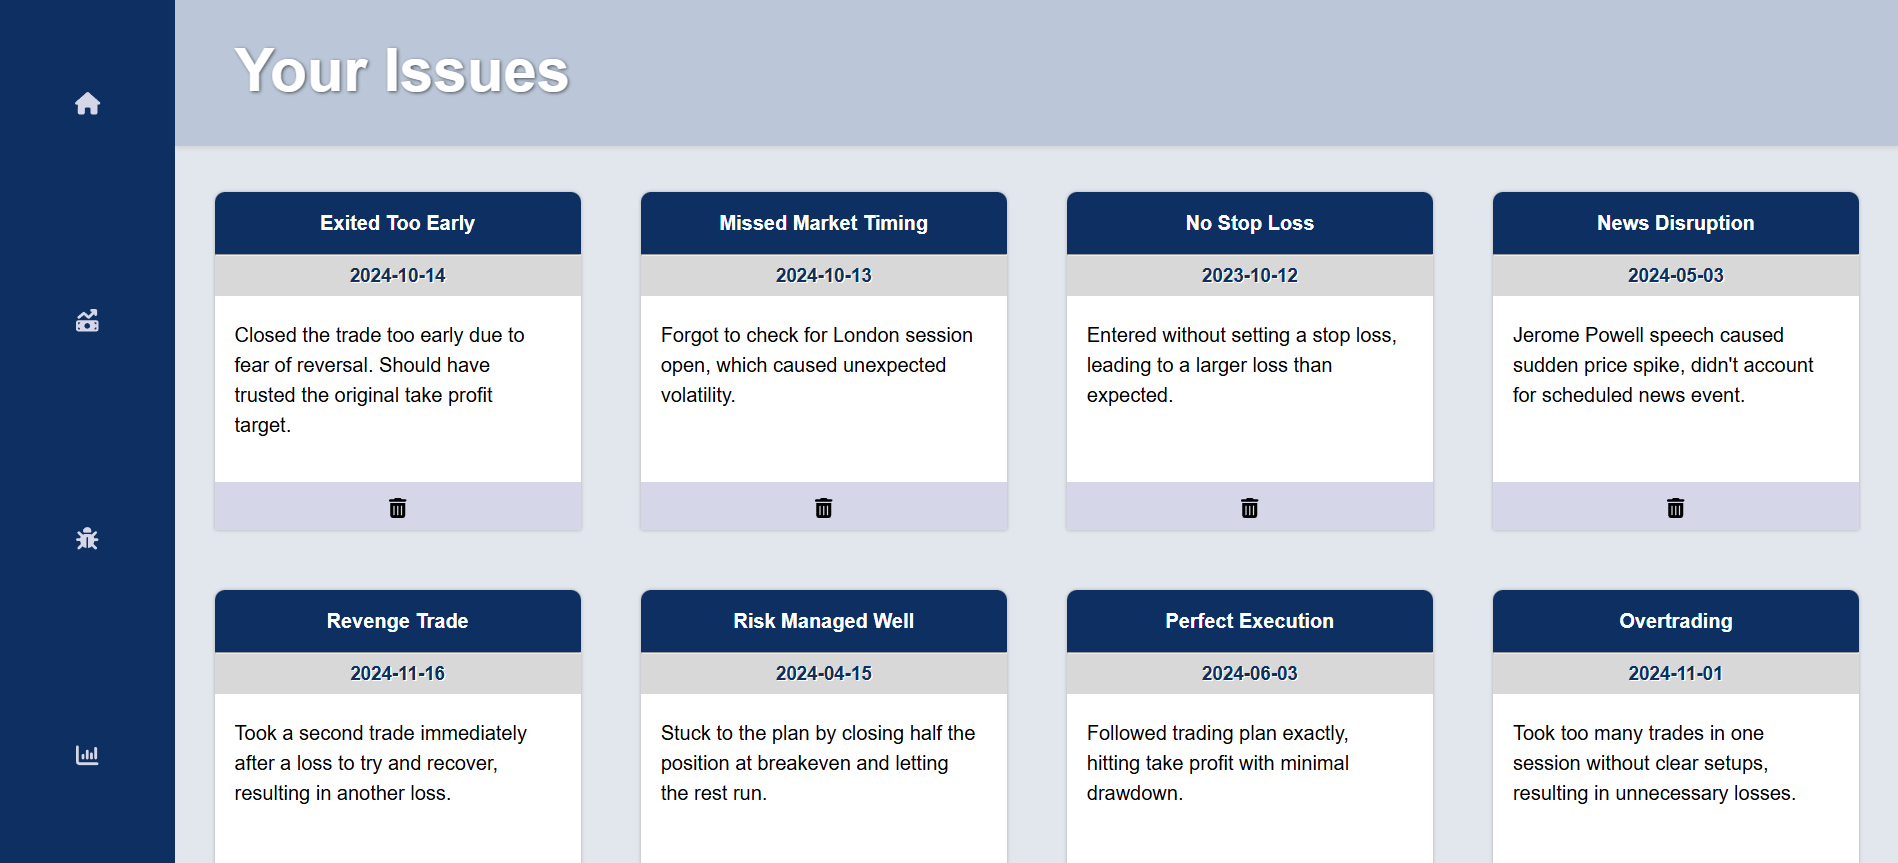 Your Issues
Exited Too Early
2024-10-14
Closed the trade too early due to
fear of reversal. Should have
trusted the original take profit
target.
Missed Market Timing
2024-10-13
Forgot to check for London session
open, which caused unexpected
volatility.
No Stop Loss
2023-10-12
Entered without setting a stop loss,
leading to a larger loss than
expected.
News Disruption
2024-05-03
Jerome Powell speech caused
sudden price spike, didn't account
for scheduled news event.
Revenge Trade
2024-11-16
Took a second trade immediately
after a loss to try and recover,
resulting in another loss.
Risk Managed Well
2024-04-15
Stuck to the plan by closing half the
position at breakeven and letting
the rest run.
Perfect Execution
2024-06-03
Followed trading plan exactly,
hitting take profit with minimal
drawdown.
Overtrading
2024-11-01
Took too many trades in one
session without clear setups,
resulting in unnecessary losses.